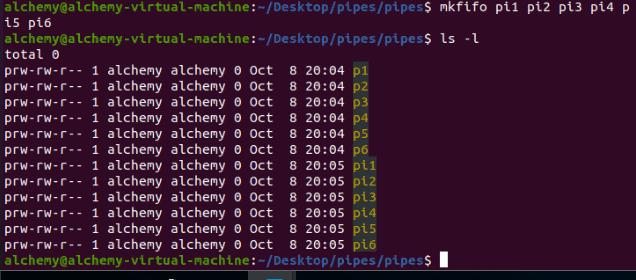 alchemy@alchemy-virtual-machine:~/Desktop/pipes/pipes$ mkfifo pi1 pi2 pi3 pi4 p
i5 pi6
alchemy@alchemy-virtual-machine:~/Desktop/pipes/pipes$ ls -l
total 0
prw-rw-r-- 1 alchemy alchemy 0 Oct  8 20:04 p1
prw-rw-r-- 1 alchemy alchemy 0 Oct  8 20:04 p2
prw-rw-r-- 1 alchemy alchemy 0 Oct  8 20:04 p3
prw-rw-r-- 1 alchemy alchemy 0 Oct  8 20:04 p4
prw-rw-r-- 1 alchemy alchemy 0 Oct  8 20:04 p5
prw-rw-r-- 1 alchemy alchemy 0 Oct  8 20:04 p6
prw-rw-r-- 1 alchemy alchemy 0 Oct  8 20:05 pi1
prw-rw-r-- 1 alchemy alchemy 0 Oct  8 20:05 pi2
prw-rw-r-- 1 alchemy alchemy 0 Oct  8 20:05 pi3
prw-rw-r-- 1 alchemy alchemy 0 Oct  8 20:05 pi4
prw-rw-r-- 1 alchemy alchemy 0 Oct  8 20:05 pi5
prw-rw-r-- 1 alchemy alchemy 0 Oct  8 20:05 pi6
alchemy@alchemy-virtual-machine:~/Desktop/pipes/pipes$